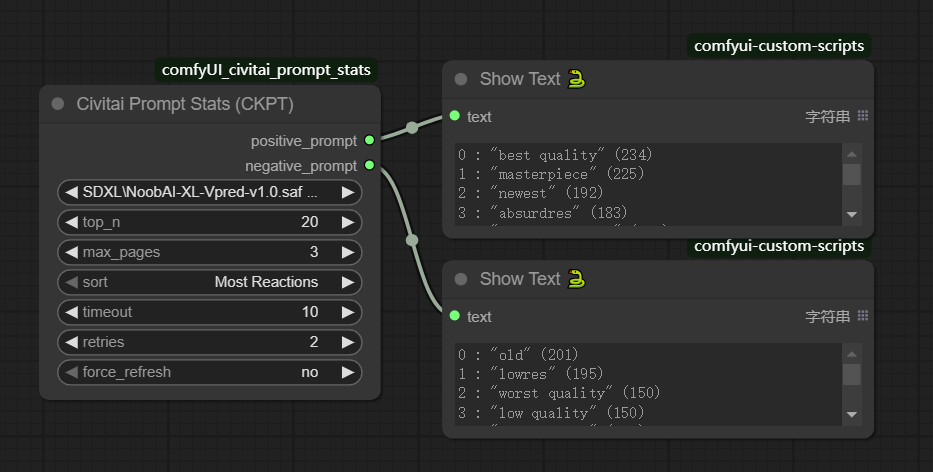 comfyUI_civitai_prompt_stats
Civitai Prompt Stats (CKPT)
positive_prompt
negative_prompt
SDXL\NoobAI-XL-Vpred-v1.0.saf ...
top_n 20
max_pages 3
sort Most Reactions
timeout 10
retries 2
force_refresh no
comfyui-custom-scripts
Show Text 🐍
text 字符串
0 : "best quality" (234)
1 : "masterpiece" (225)
2 : "newest" (192)
3 : "absurdres" (183)
comfyui-custom-scripts
Show Text 🐍
text 字符串
0 : "old" (201)
1 : "lowres" (195)
2 : "worst quality" (150)
3 : "low quality" (150)